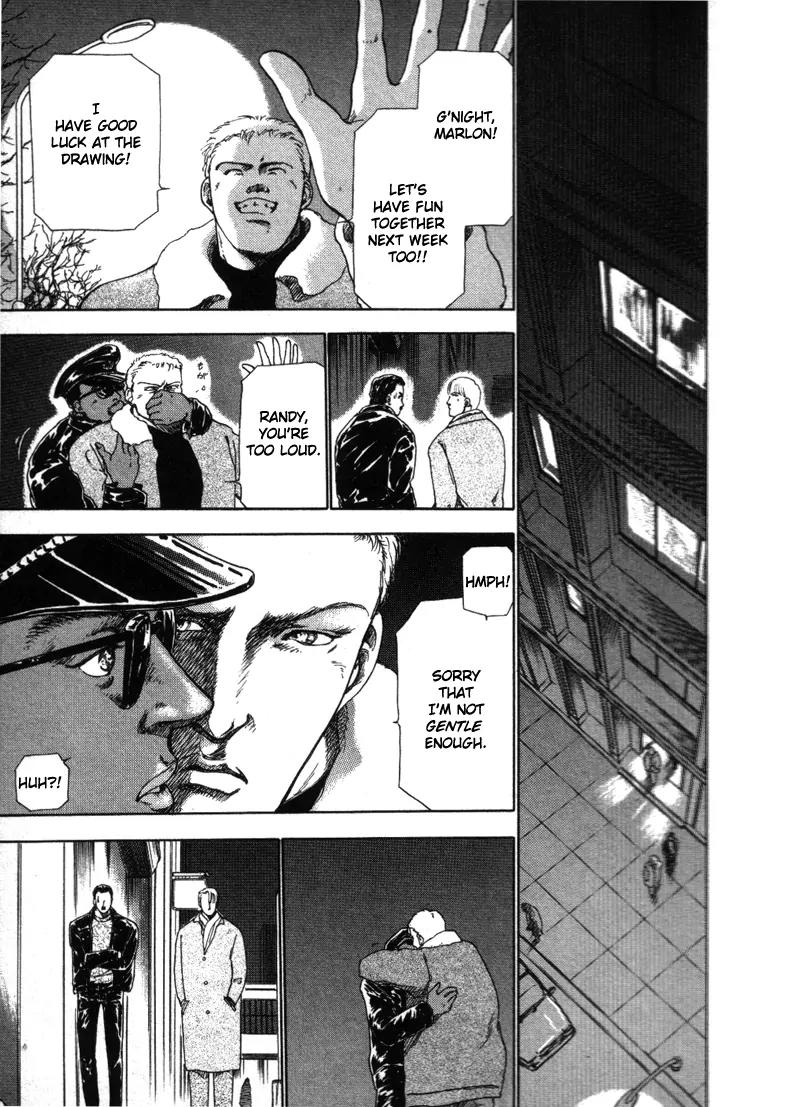 G'NIGHT,
MARLON!
LET'S
HAVE FUN
TOGETHER
NEXT WEEK
TOO!!
I
HAVE GOOD
LUCK AT THE
DRAWING!
RANDY,
YOU'RE
TOO LOUD.
HMPH!
SORRY
THAT
I'M NOT
GENTLE
ENOUGH.
HUH?!